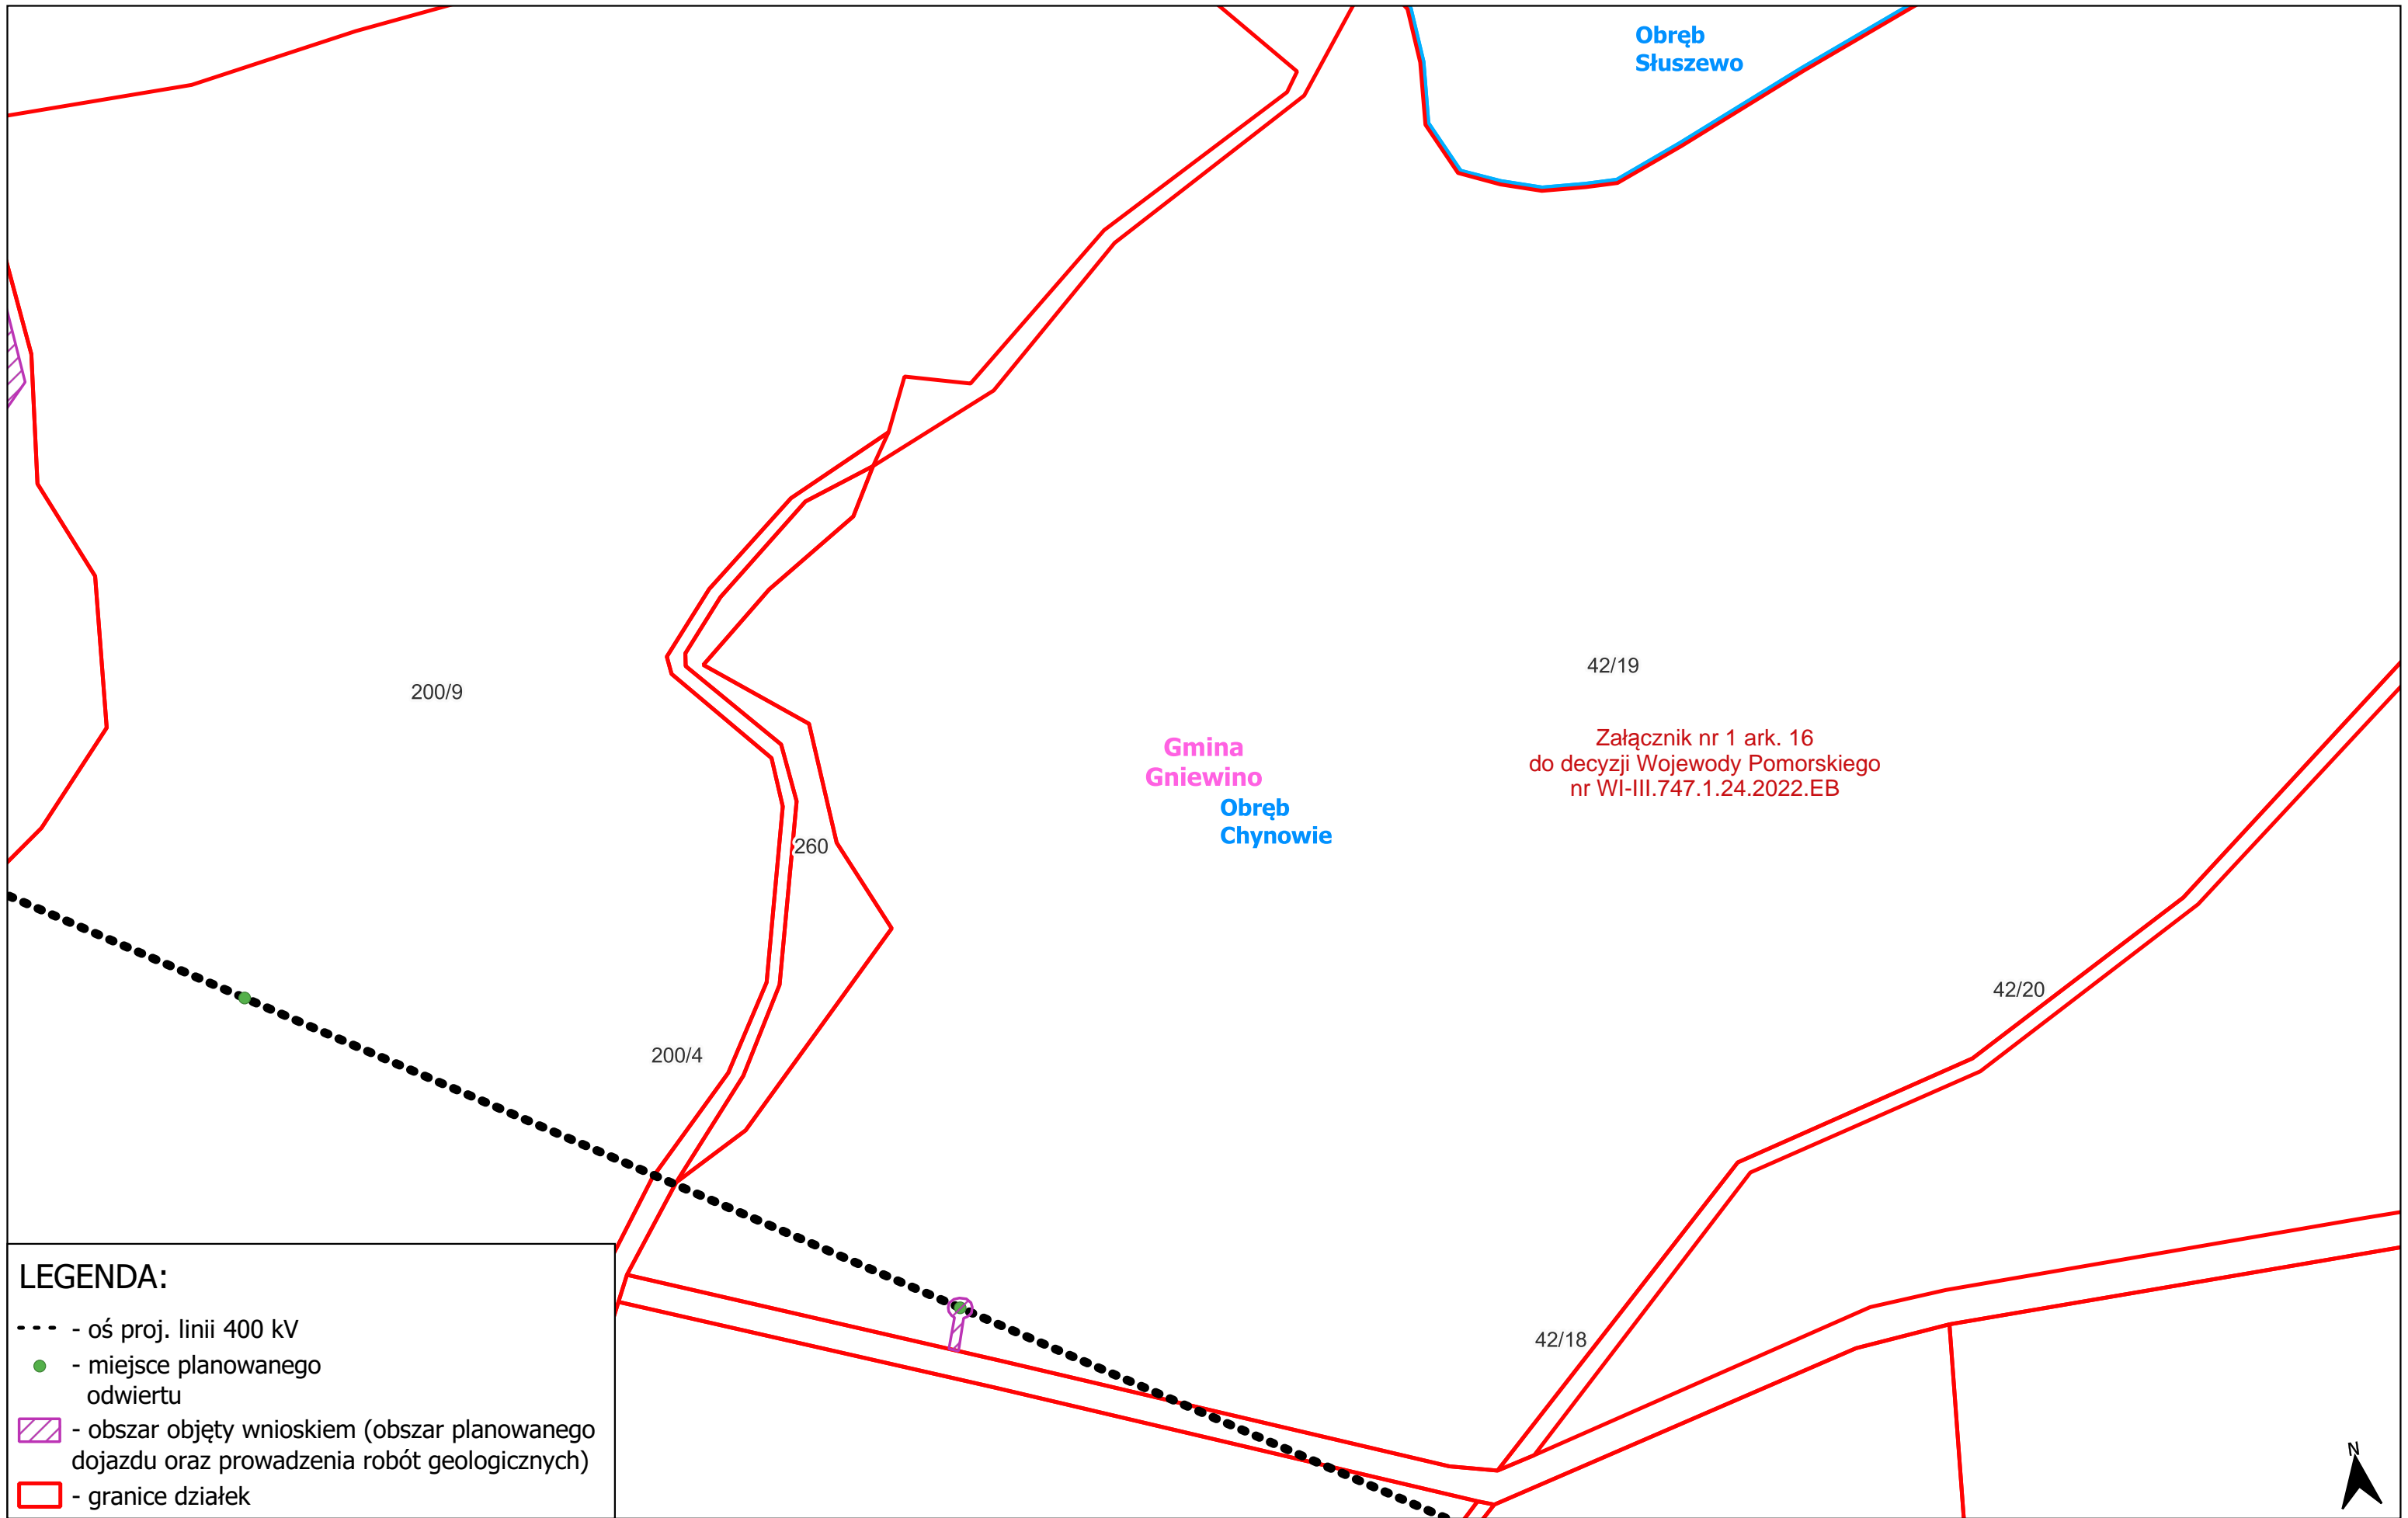 Obręb
Słuszewo
42/19
200/9
Załącznik nr 1 ark. 16
do decyzji Wojewody Pomorskiego
nr WI-III.747.1.24.2022.EB
Gmina
Gniewino
Obręb
Chynowie
260
42/20
200/4
42/18
LEGENDA:
- oś proj. linii 400 kV
- miejsce planowanego
odwiertu
- obszar objęty wnioskiem (obszar planowanego
dojazdu oraz prowadzenia robót geologicznych)
- granice działek
N